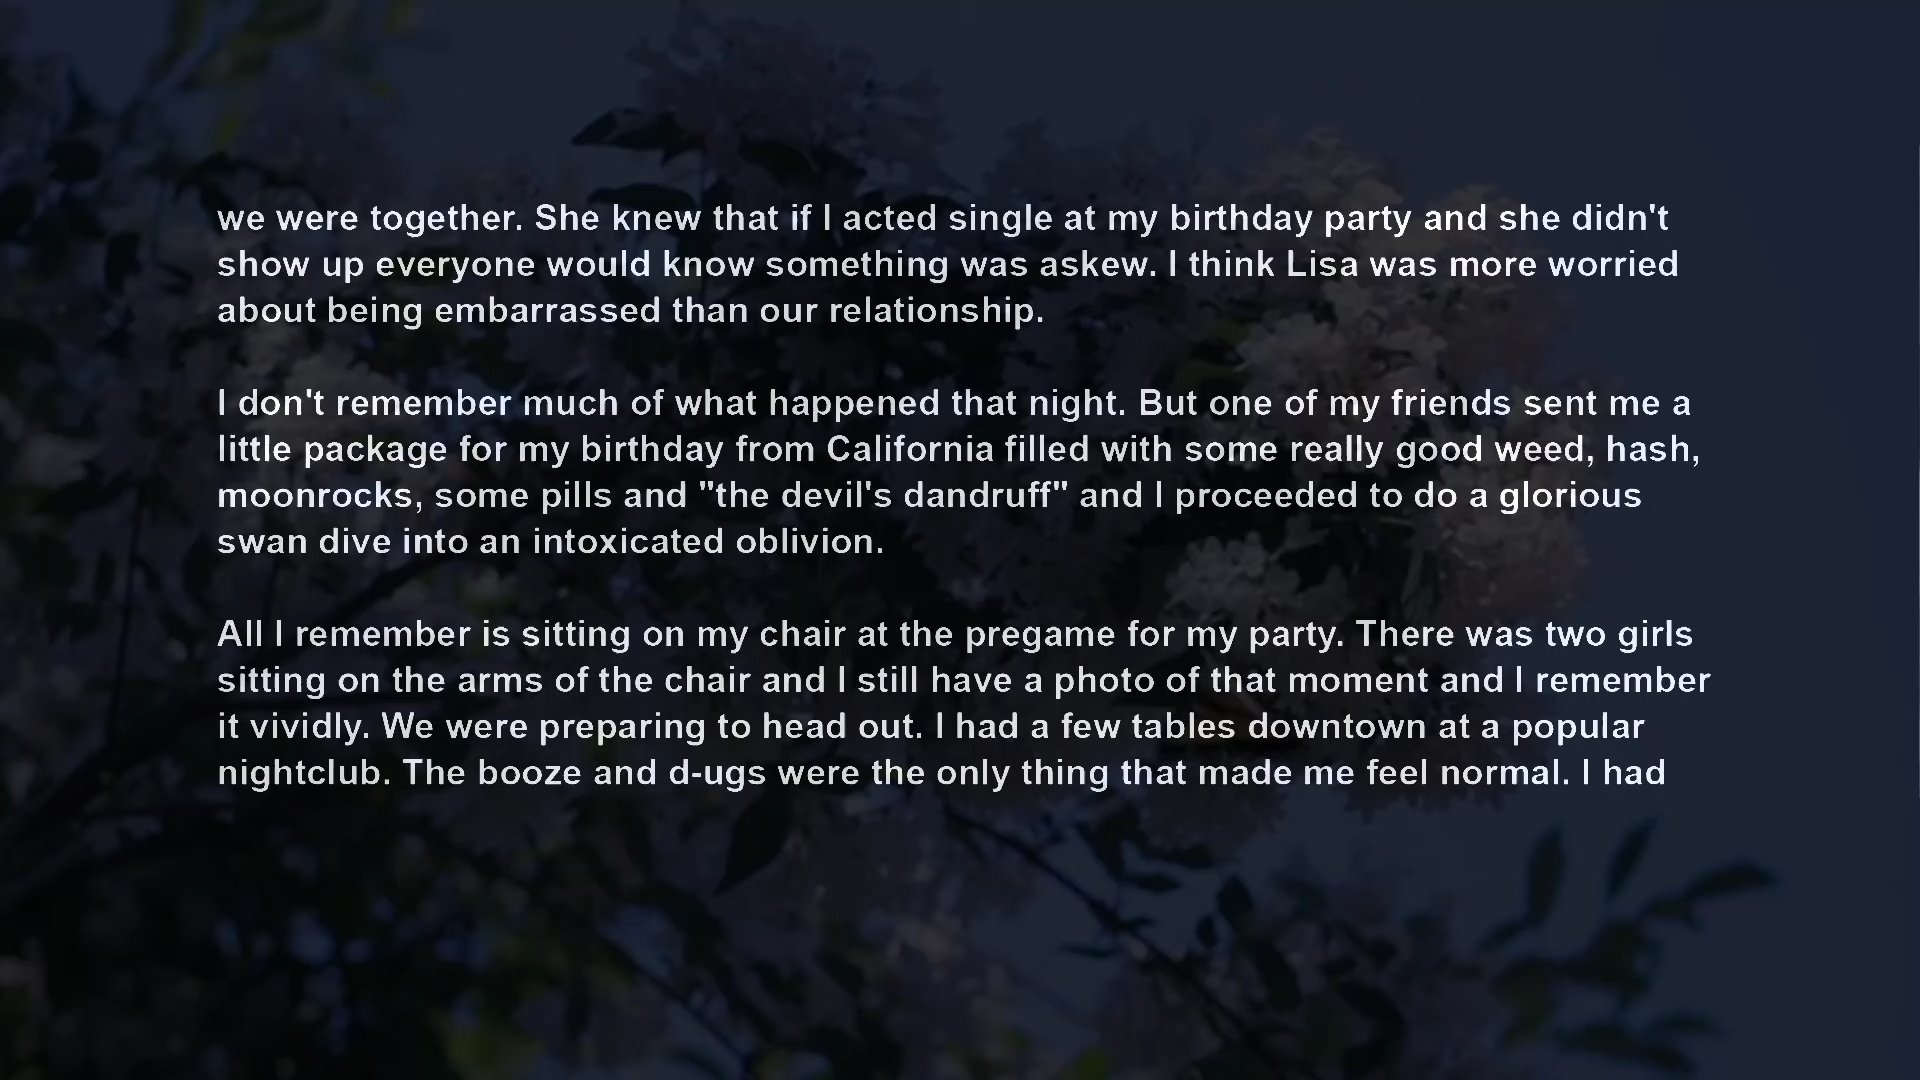 we were together. She knew that if I acted single at my birthday party and she didn't
show up everyone would know something was askew. I think Lisa was more worried
about being embarrassed than our relationship.
I don't remember much of what happened that night. But one of my friends sent me a
little package for my birthday from California filled with some really good weed, hash,
moonrocks, some pills and "the devil's dandruff" and I proceeded to do a glorious
swan dive into an intoxicated oblivion.
All I remember is sitting on my chair at the pregame for my party. There was two girls
sitting on the arms of the chair and I still have a photo of that moment and I remember
it vividly. We were preparing to head out. I had a few tables downtown at a popular
nightclub. The booze and d-ugs were the only thing that made me feel normal. I had